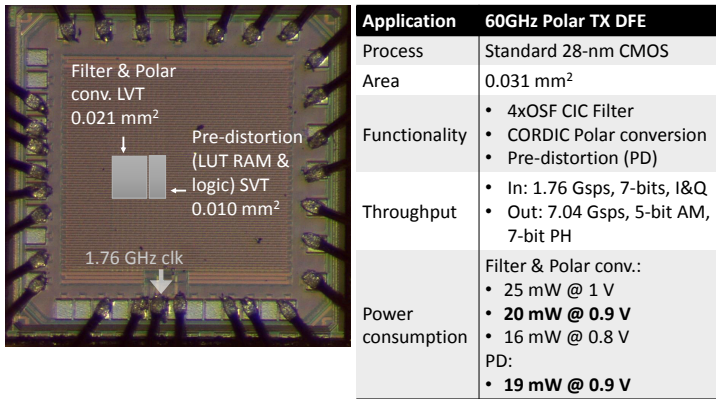 Filter & Polar
conv. LVT
0.021 mm²
Pre-distortion
(LUT RAM &
logic) SVT
0.010 mm²
1.76 GHz clk
Application 60GHz Polar TX DFE
Process Standard 28-nm CMOS
Area 0.031 mm²
Functionality
• 4xOSF CIC Filter
• CORDIC Polar conversion
• Pre-distortion (PD)
Throughput
• In: 1.76 Gsps, 7-bits, I&Q
• Out: 7.04 Gsps, 5-bit AM,
7-bit PH
Power
consumption
Filter & Polar conv.:
• 25 mW @ 1 V
• 20 mW @ 0.9 V
• 16 mW @ 0.8 V
PD:
• 19 mW @ 0.9 V